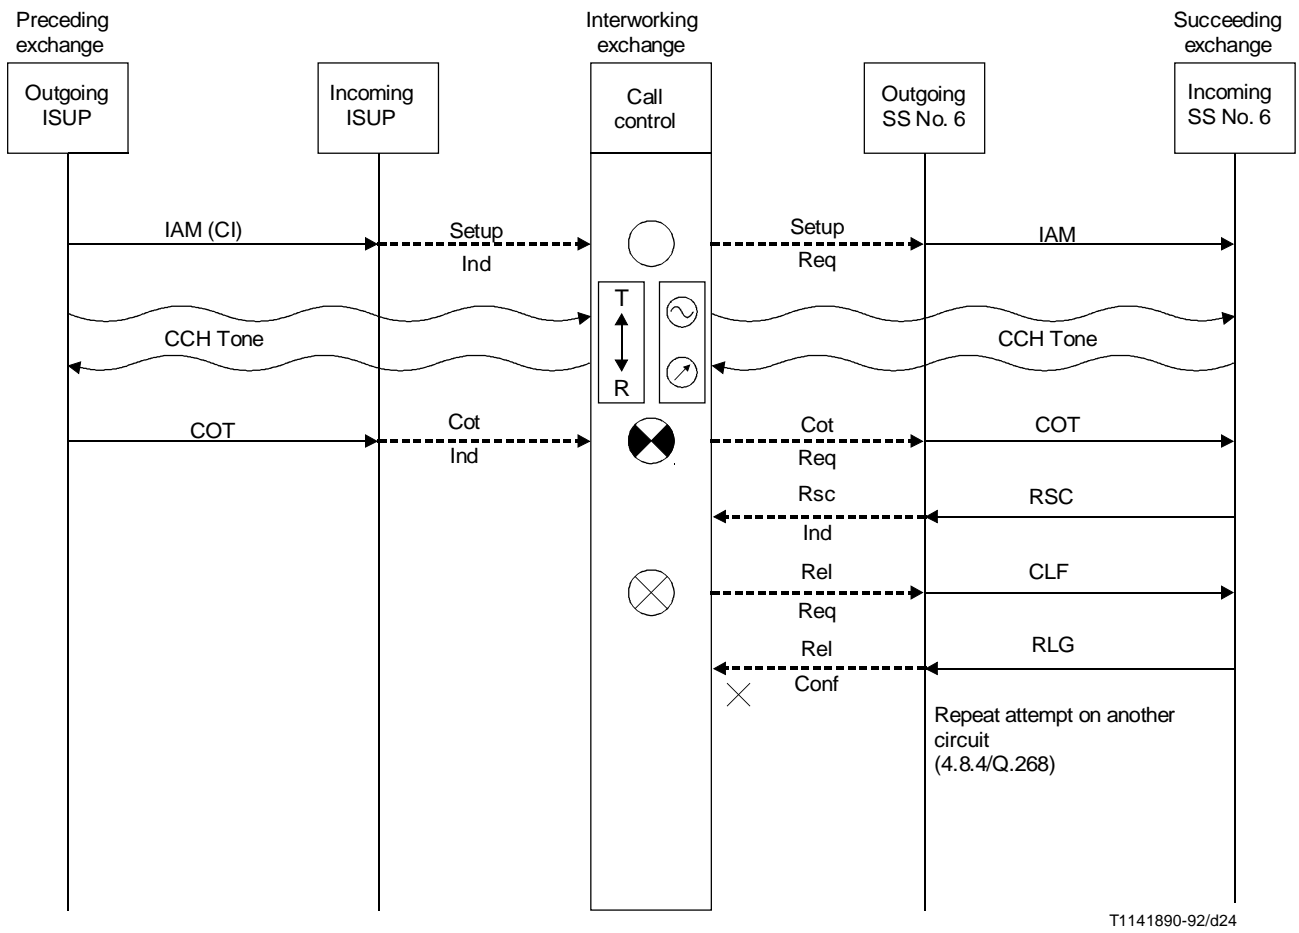 Preceding
exchange
Interworking
exchange
Succeeding
exchange
Outgoing
ISUP
Incoming
ISUP
Call
control
Outgoing
SS No. 6
Incoming
SS No. 6
IAM (CI)
Setup
Ind
Setup
Req
IAM
T
R
CCH Tone
CCH Tone
COT
Cot
Ind
Cot
Req
COT
Rsc
Ind
RSC
Rel
Req
CLF
Rel
Conf
RLG
Repeat attempt on another
circuit
(4.8.4/Q.268)
T1141890-92/d24